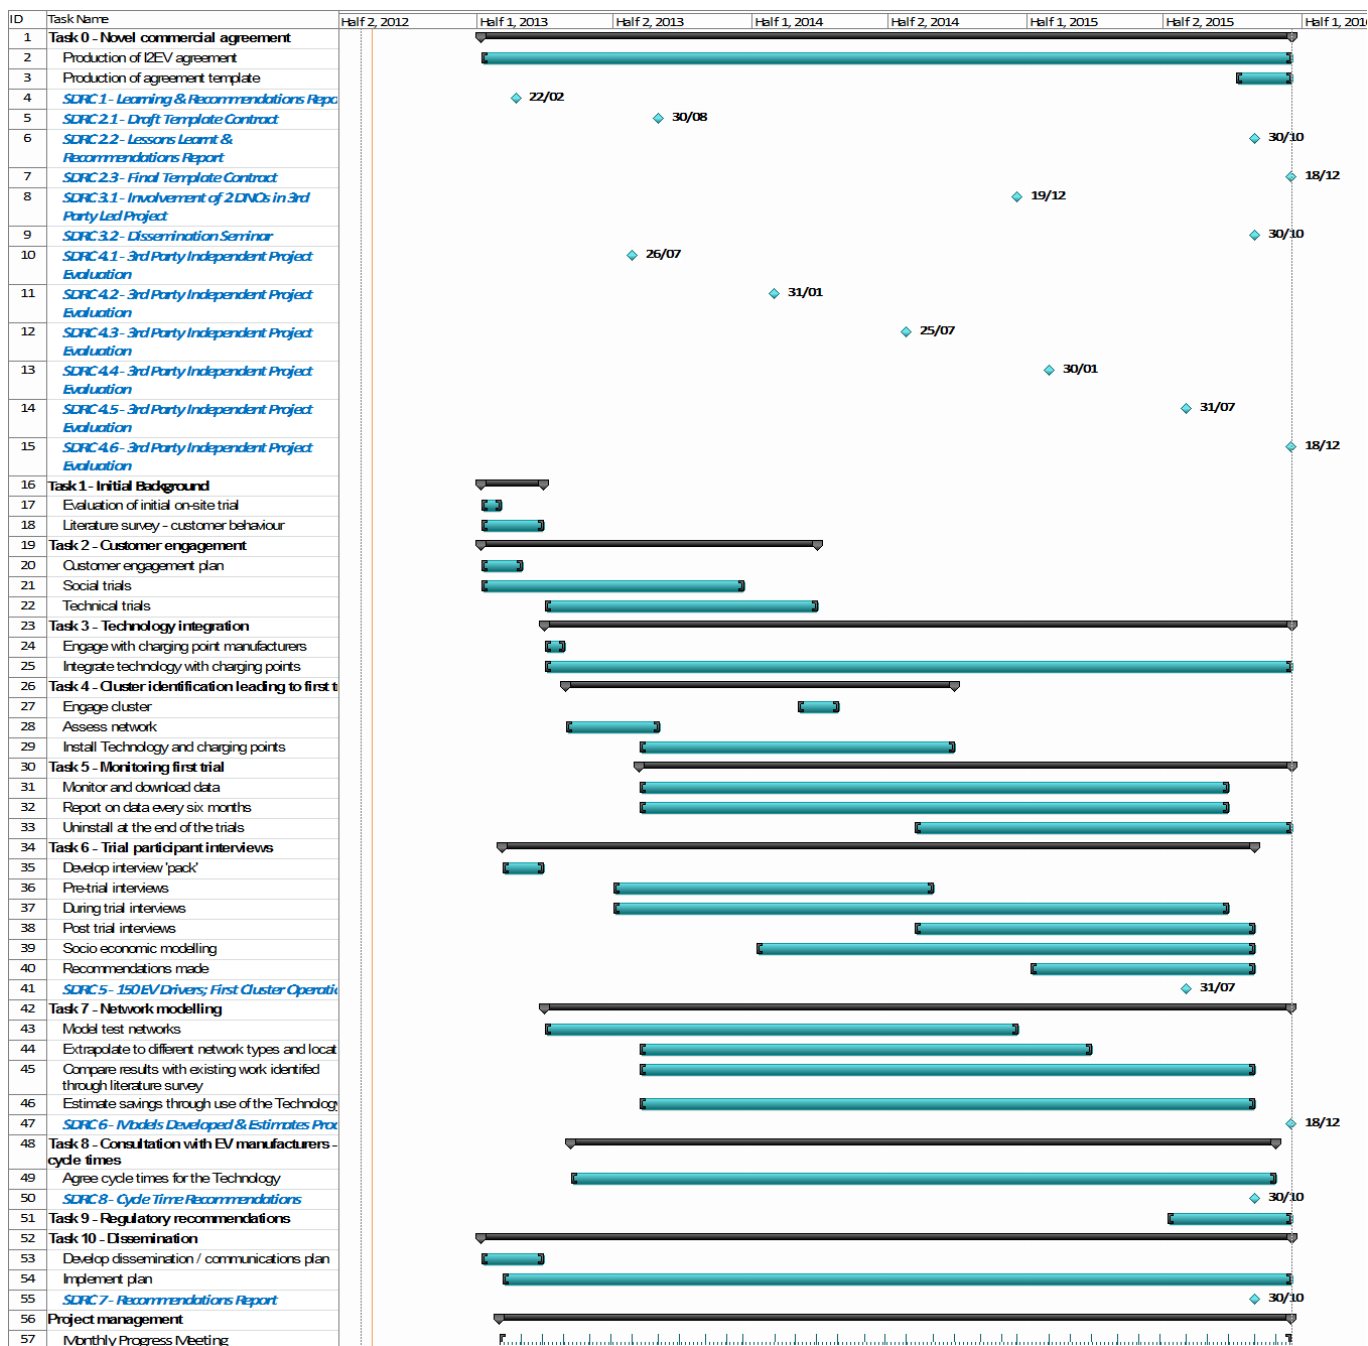 ID Task Name Half 2, 2012 Half 1, 2013 Half 2, 2013 Half 1, 2014 Half 2, 2014 Half 1, 2015 Half 2, 2015 Half 1, 2016
1 Task 0 - Novel commercial agreement
2 Production of I2EV agreement
3 Production of agreement template
4 SDRC 1 - Learning & Recommendations Repo 22/02
5 SDRC 2.1 - Draft Template Contract 30/08
6 SDRC 2.2 - Lessons Learnt & 30/10
Recommendations Report
7 SDRC 2.3 - Final Template Contract 18/12
8 SDRC 3.1 - Involvement of 2 DNOs in 3rd 19/12
Party Led Project
9 SDRC 3.2 - Dissemination Seminar 30/10
10 SDRC 4.1 - 3rd Party Independent Project 26/07
Evaluation
11 SDRC 4.2 - 3rd Party Independent Project 31/01
Evaluation
12 SDRC 4.3 - 3rd Party Independent Project 25/07
Evaluation
13 SDRC 4.4 - 3rd Party Independent Project 30/01
Evaluation
14 SDRC 4.5 - 3rd Party Independent Project 31/07
Evaluation
15 SDRC 4.6 - 3rd Party Independent Project 18/12
Evaluation
16 Task 1 - Initial Background
17 Evaluation of initial on-site trial
18 Literature survey - customer behaviour
19 Task 2 - Customer engagement
20 Customer engagement plan
21 Social trials
22 Technical trials
23 Task 3 - Technology integration
24 Engage with charging point manufacturers
25 Integrate technology with charging points
26 Task 4 - Cluster identification leading to first t
27 Engage cluster
28 Assess network
29 Install Technology and charging points
30 Task 5 - Monitoring first trial
31 Monitor and download data
32 Report on data every six months
33 Uninstall at the end of the trials
34 Task 6 - Trial participant interviews
35 Develop interview 'pack'
36 Pre-trial interviews
37 During trial interviews
38 Post trial interviews
39 Socio economic modelling
40 Recommendations made
41 SDRC 5 - 150 EV Drivers; First Cluster Operatic 31/07
42 Task 7 - Network modelling
43 Model test networks
44 Extrapolate to different network types and locat
45 Compare results with existing work identifed
through literature survey
46 Estimate savings through use of the Technology
47 SDRC 6 - Models Developed & Estimates Proc 18/12
48 Task 8 - Consultation with EV manufacturers -
cycle times
49 Agree cycle times for the Technology
50 SDRC 8 - Cycle Time Recommendations 30/10
51 Task 9 - Regulatory recommendations
52 Task 10 - Dissemination
53 Develop dissemination / communications plan
54 Implement plan
55 SDRC 7 - Recommendations Report 30/10
56 Project management
57 Monthly Progress Meeting